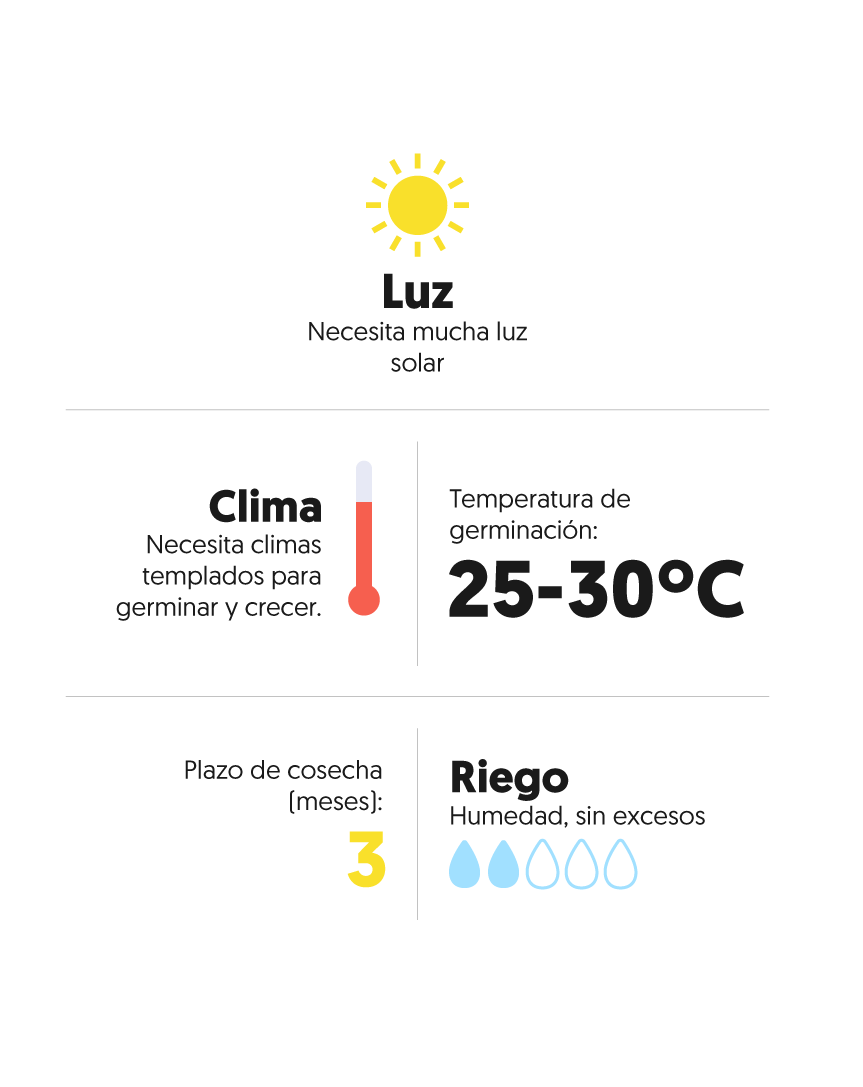 Luz
Necesita mucha luz
solar
Clima
Necesita climas
templados para
germinar y crecer.
Temperatura de
germinación:
25-30°C
Plazo de cosecha
(meses):
3
Riego
Humedad, sin excesos